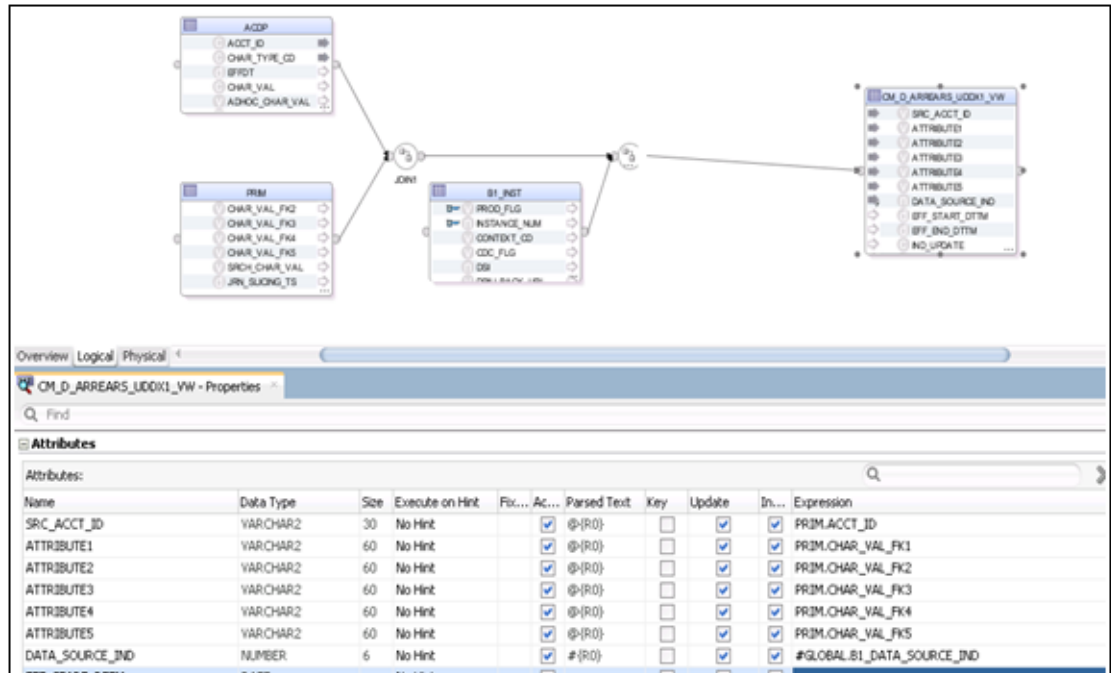 ACCP
ACCT_ID
CHAR_TYPE_CD
EFFDT
CHAR_VAL
ADHOC_CHAR_VAL
JOIN1
PRIM
CHAR_VAL_FK2
CHAR_VAL_FK3
CHAR_VAL_FK4
CHAR_VAL_FK5
SRCH_CHAR_VAL
JRN_SLICING_TS
B1_INST
PROD_FLG
INSTANCE_NUM
CONTEXT_CD
CDC_FLG
DSI
CM_D_ARREARS_UDDX1_VW
SRC_ACCT_ID
ATTRIBUTE1
ATTRIBUTE2
ATTRIBUTE3
ATTRIBUTE4
ATTRIBUTE5
DATA_SOURCE_IND
EFF_START_DTTM
EFF_END_DTTM
IND_UPDATE
Overview Logical Physical
CM_D_ARREARS_UDDX1_VW - Properties
Find
Attributes
Attributes:
Name Data Type Size Execute on Hint Fix... Ac... Parsed Text Key Update In... Expression
SRC_ACCT_ID VARCHAR2 30 No Hint @{R0} PRIM.ACCT_ID
ATTRIBUTE1 VARCHAR2 60 No Hint @{R0} PRIM.CHAR_VAL_FK1
ATTRIBUTE2 VARCHAR2 60 No Hint @{R0} PRIM.CHAR_VAL_FK2
ATTRIBUTE3 VARCHAR2 60 No Hint @{R0} PRIM.CHAR_VAL_FK3
ATTRIBUTE4 VARCHAR2 60 No Hint @{R0} PRIM.CHAR_VAL_FK4
ATTRIBUTE5 VARCHAR2 60 No Hint @{R0} PRIM.CHAR_VAL_FK5
DATA_SOURCE_IND NUMBER 6 No Hint #{R0} #GLOBAL.B1_DATA_SOURCE_IND